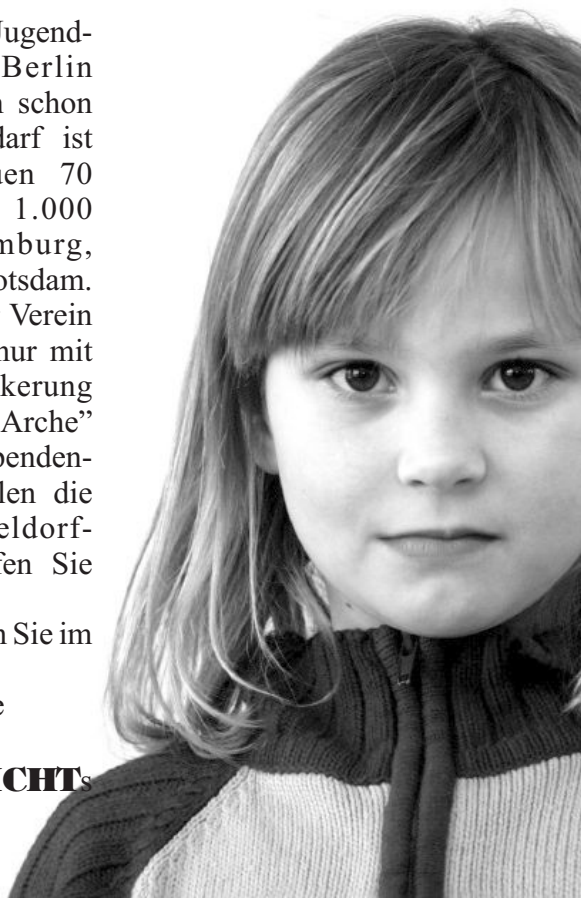 Jugend-
Berlin
schon
darf ist
uen 70
1.000
mburg,
otsdam.
Verein
nur mit
kerung
Arche”
penden-
len die
eldorf-
fen Sie
n Sie im
e
CHTs